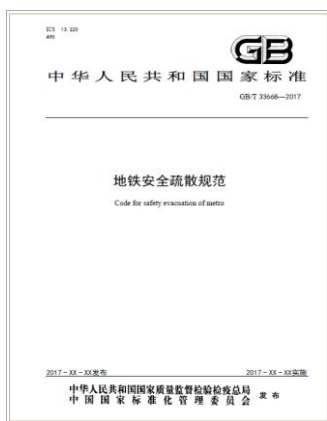 ICS 13.220
A90
GB
中华人民共和国国家标准
GB/T 33668—2017
地铁安全疏散规范
Code for safety evacuation of metro
2017-XX-XX发布
2017-XX-XX实施
中华人民共和国国家质量监督检验检疫总局
中国国家标准化管理委员会
发布